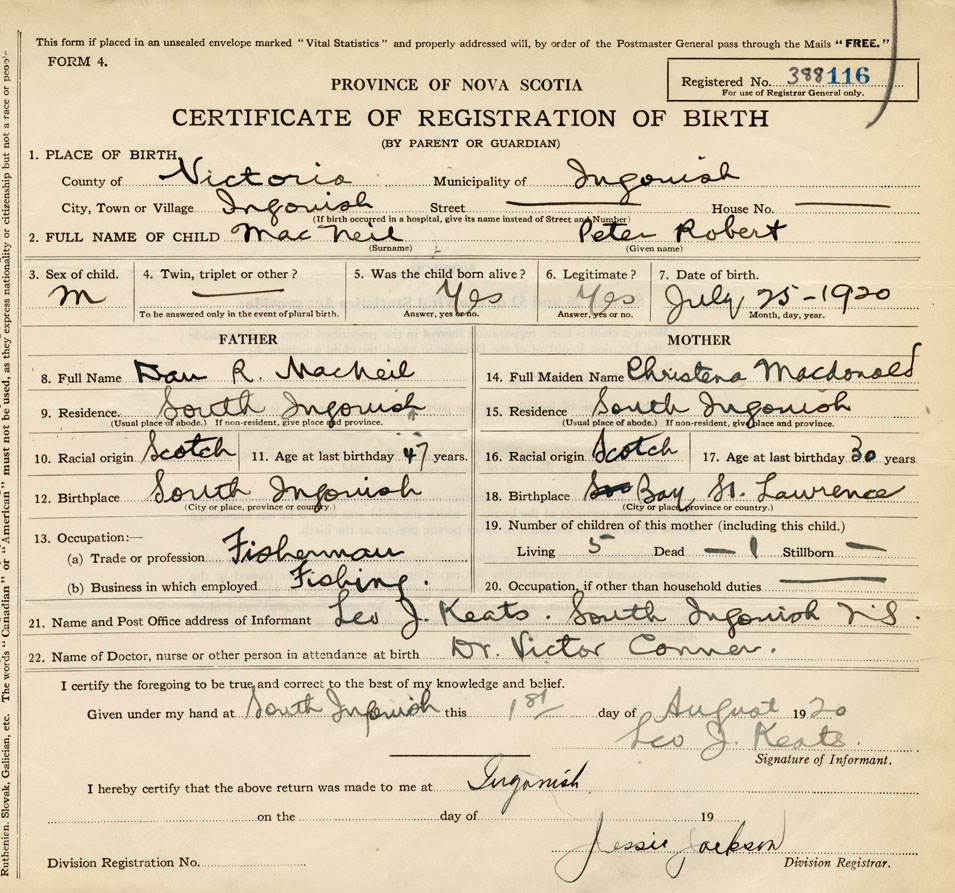 This form if placed in an unsealed envelope marked "Vital Statistics" and properly addressed will, by order of the Postmaster General pass through the Mails "FREE."
FORM 4.
Registered No. 388116
For use of Registrar General only.
PROVINCE OF NOVA SCOTIA
CERTIFICATE OF REGISTRATION OF BIRTH
(BY PARENT OR GUARDIAN)
1. PLACE OF BIRTH,
County of Victoria Municipality of Ingonish
City, Town or Village Ingonish Street — House No. —
(If birth occurred in a hospital, give its name instead of Street and Number)
2. FULL NAME OF CHILD MacNeil Peter Robert
(Surname) (Given name)
3. Sex of child. 4. Twin, triplet or other? 5. Was the child born alive? 6. Legitimate? 7. Date of birth.
M — Yes Yes July 25-1920
To be answered only in the event of plural birth. Answer, yes or no. Answer, yes or no. Month, day, year.
FATHER
8. Full Name Dan R. MacNeil
9. Residence. South Ingonish
(Usual place of abode.) If non-resident, give place and province.
10. Racial origin Scotch 11. Age at last birthday 47 years.
12. Birthplace South Ingonish
(City or place, province or country.)
13. Occupation:—
(a) Trade or profession Fisherman
(b) Business in which employed Fishing.
MOTHER
14. Full Maiden Name Christena Macdonald
15. Residence South Ingonish
(Usual place of abode.) If non-resident, give place and province.
16. Racial origin Scotch 17. Age at last birthday 30 years
18. Birthplace Bay St. Lawrence
(City or place, province or country.)
19. Number of children of this mother (including this child.)
Living 5 Dead — 1 Stillborn —
20. Occupation, if other than household duties —
21. Name and Post Office address of Informant Leo J. Keats. South Ingonish N.S.
22. Name of Doctor, nurse or other person in attendance at birth Dr. Victor Conner.
I certify the foregoing to be true and correct to the best of my knowledge and belief.
Given under my hand at South Ingonish this 1st day of August 1920
Leo J. Keats.
Signature of Informant.
I hereby certify that the above return was made to me at Ingonish
on the day of 19
Jessie Jackson
Division Registration No. Division Registrar.
Ruthenian, Slovak, Galician, etc. The words "Canadian" or "American" must not be used, as they express nationality or citizenship but not a race or people